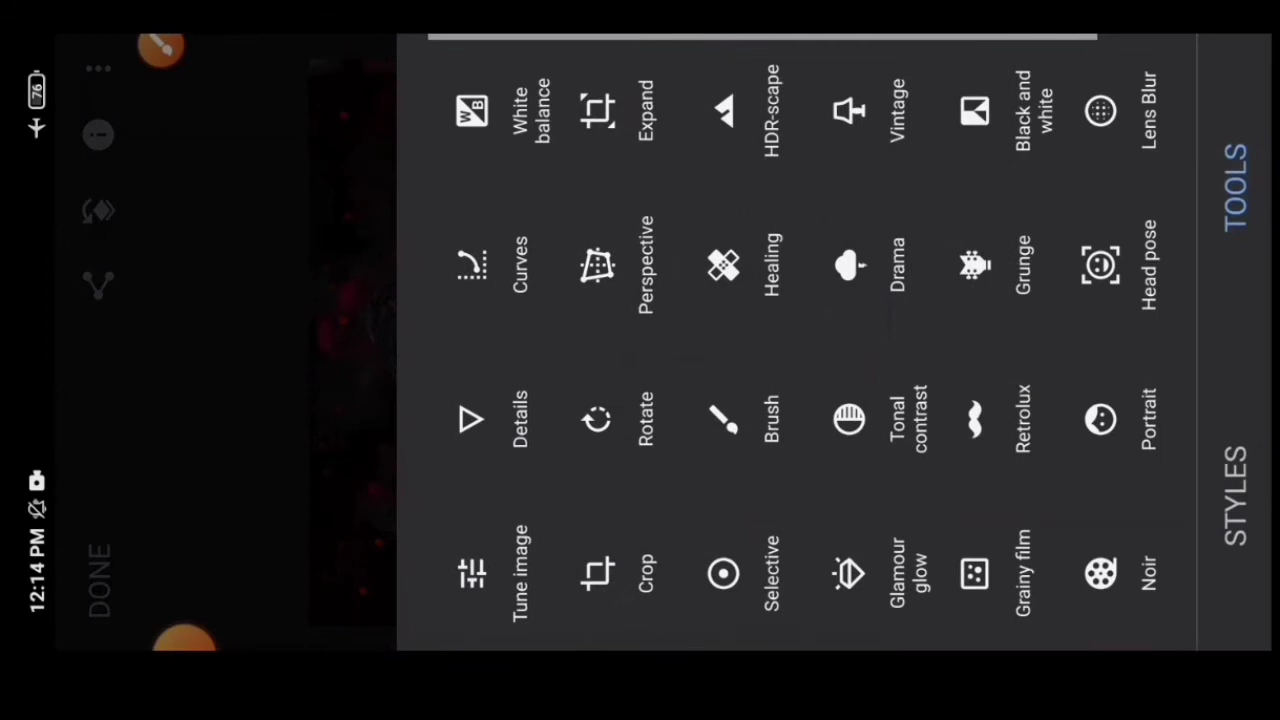 12:14 PM
76
DONE
Tune image
Details
Curves
White
balance
Crop
Rotate
Perspective
Expand
Selective
Brush
Healing
HDR-scape
Glamour
glow
Tonal
contrast
Drama
Vintage
Grainy film
Retrolux
Grunge
Black and
white
Noir
Portrait
Head pose
Lens Blur
STYLES
TOOLS